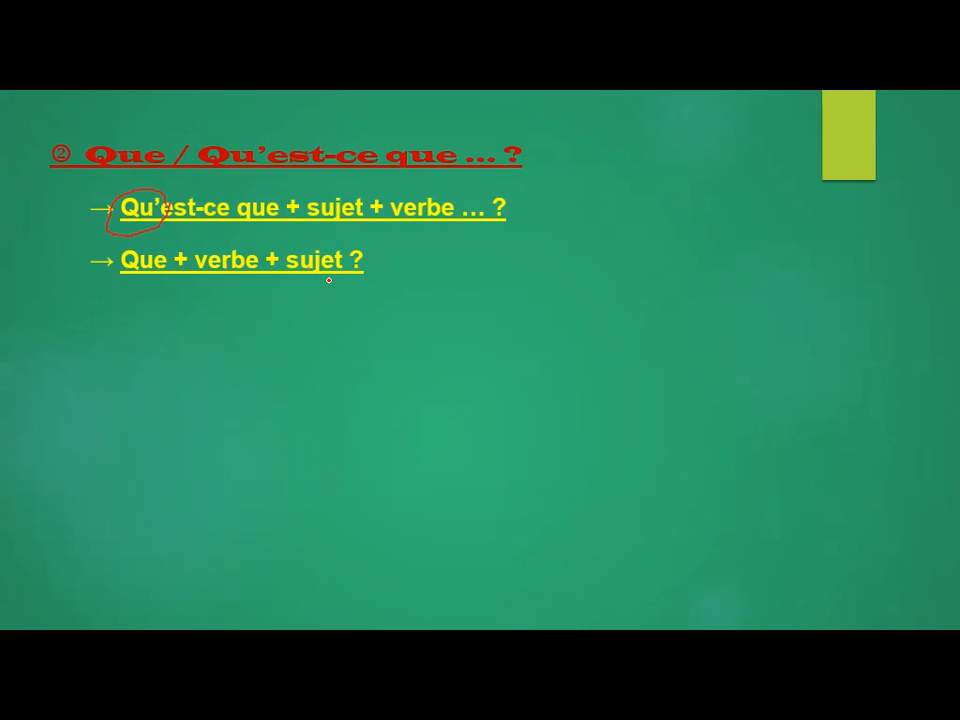 ② Que / Qu’est-ce que ... ?
→ Qu’est-ce que + sujet + verbe … ?
→ Que + verbe + sujet ?